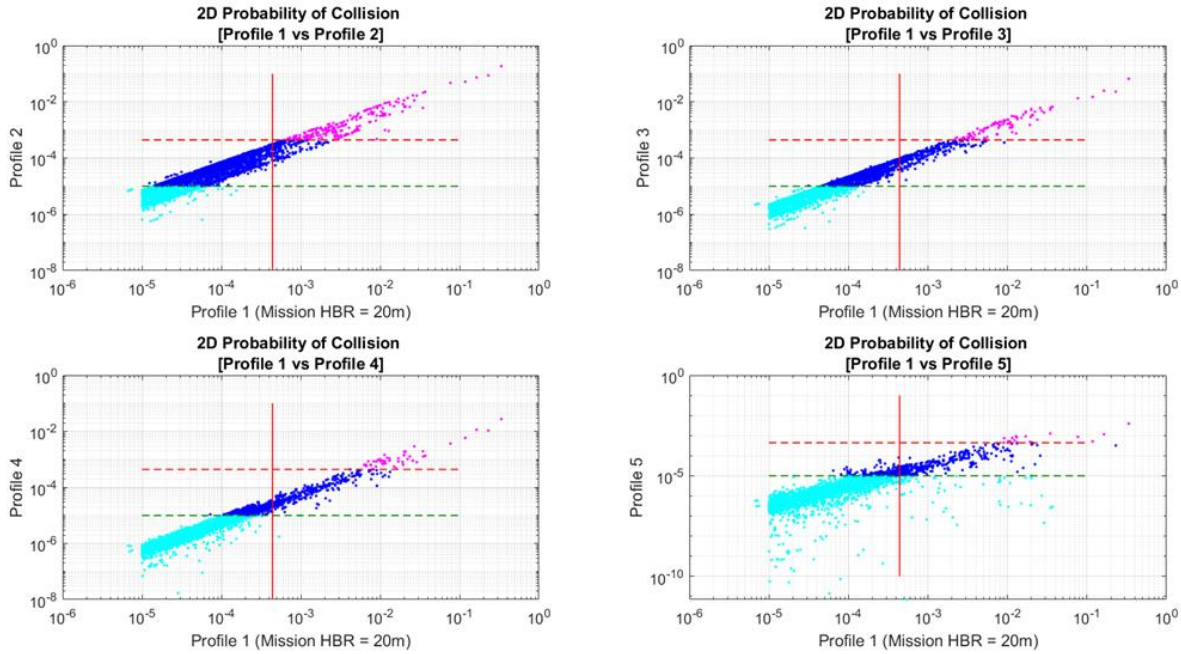 2D Probability of Collision
[Profile 1 vs Profile 2]
10^0
10^-2
10^-4
10^-6
10^-8
Profile 2
10^-6
10^-5
10^-4
10^-3
10^-2
10^-1
10^0
Profile 1 (Mission HBR = 20m)
2D Probability of Collision
[Profile 1 vs Profile 3]
10^0
10^-2
10^-4
10^-6
10^-8
Profile 3
10^-6
10^-5
10^-4
10^-3
10^-2
10^-1
10^0
Profile 1 (Mission HBR = 20m)
2D Probability of Collision
[Profile 1 vs Profile 4]
10^0
10^-2
10^-4
10^-6
10^-8
Profile 4
10^-6
10^-5
10^-4
10^-3
10^-2
10^-1
10^0
Profile 1 (Mission HBR = 20m)
2D Probability of Collision
[Profile 1 vs Profile 5]
10^0
10^-5
10^-10
Profile 5
10^-6
10^-5
10^-4
10^-3
10^-2
10^-1
10^0
Profile 1 (Mission HBR = 20m)